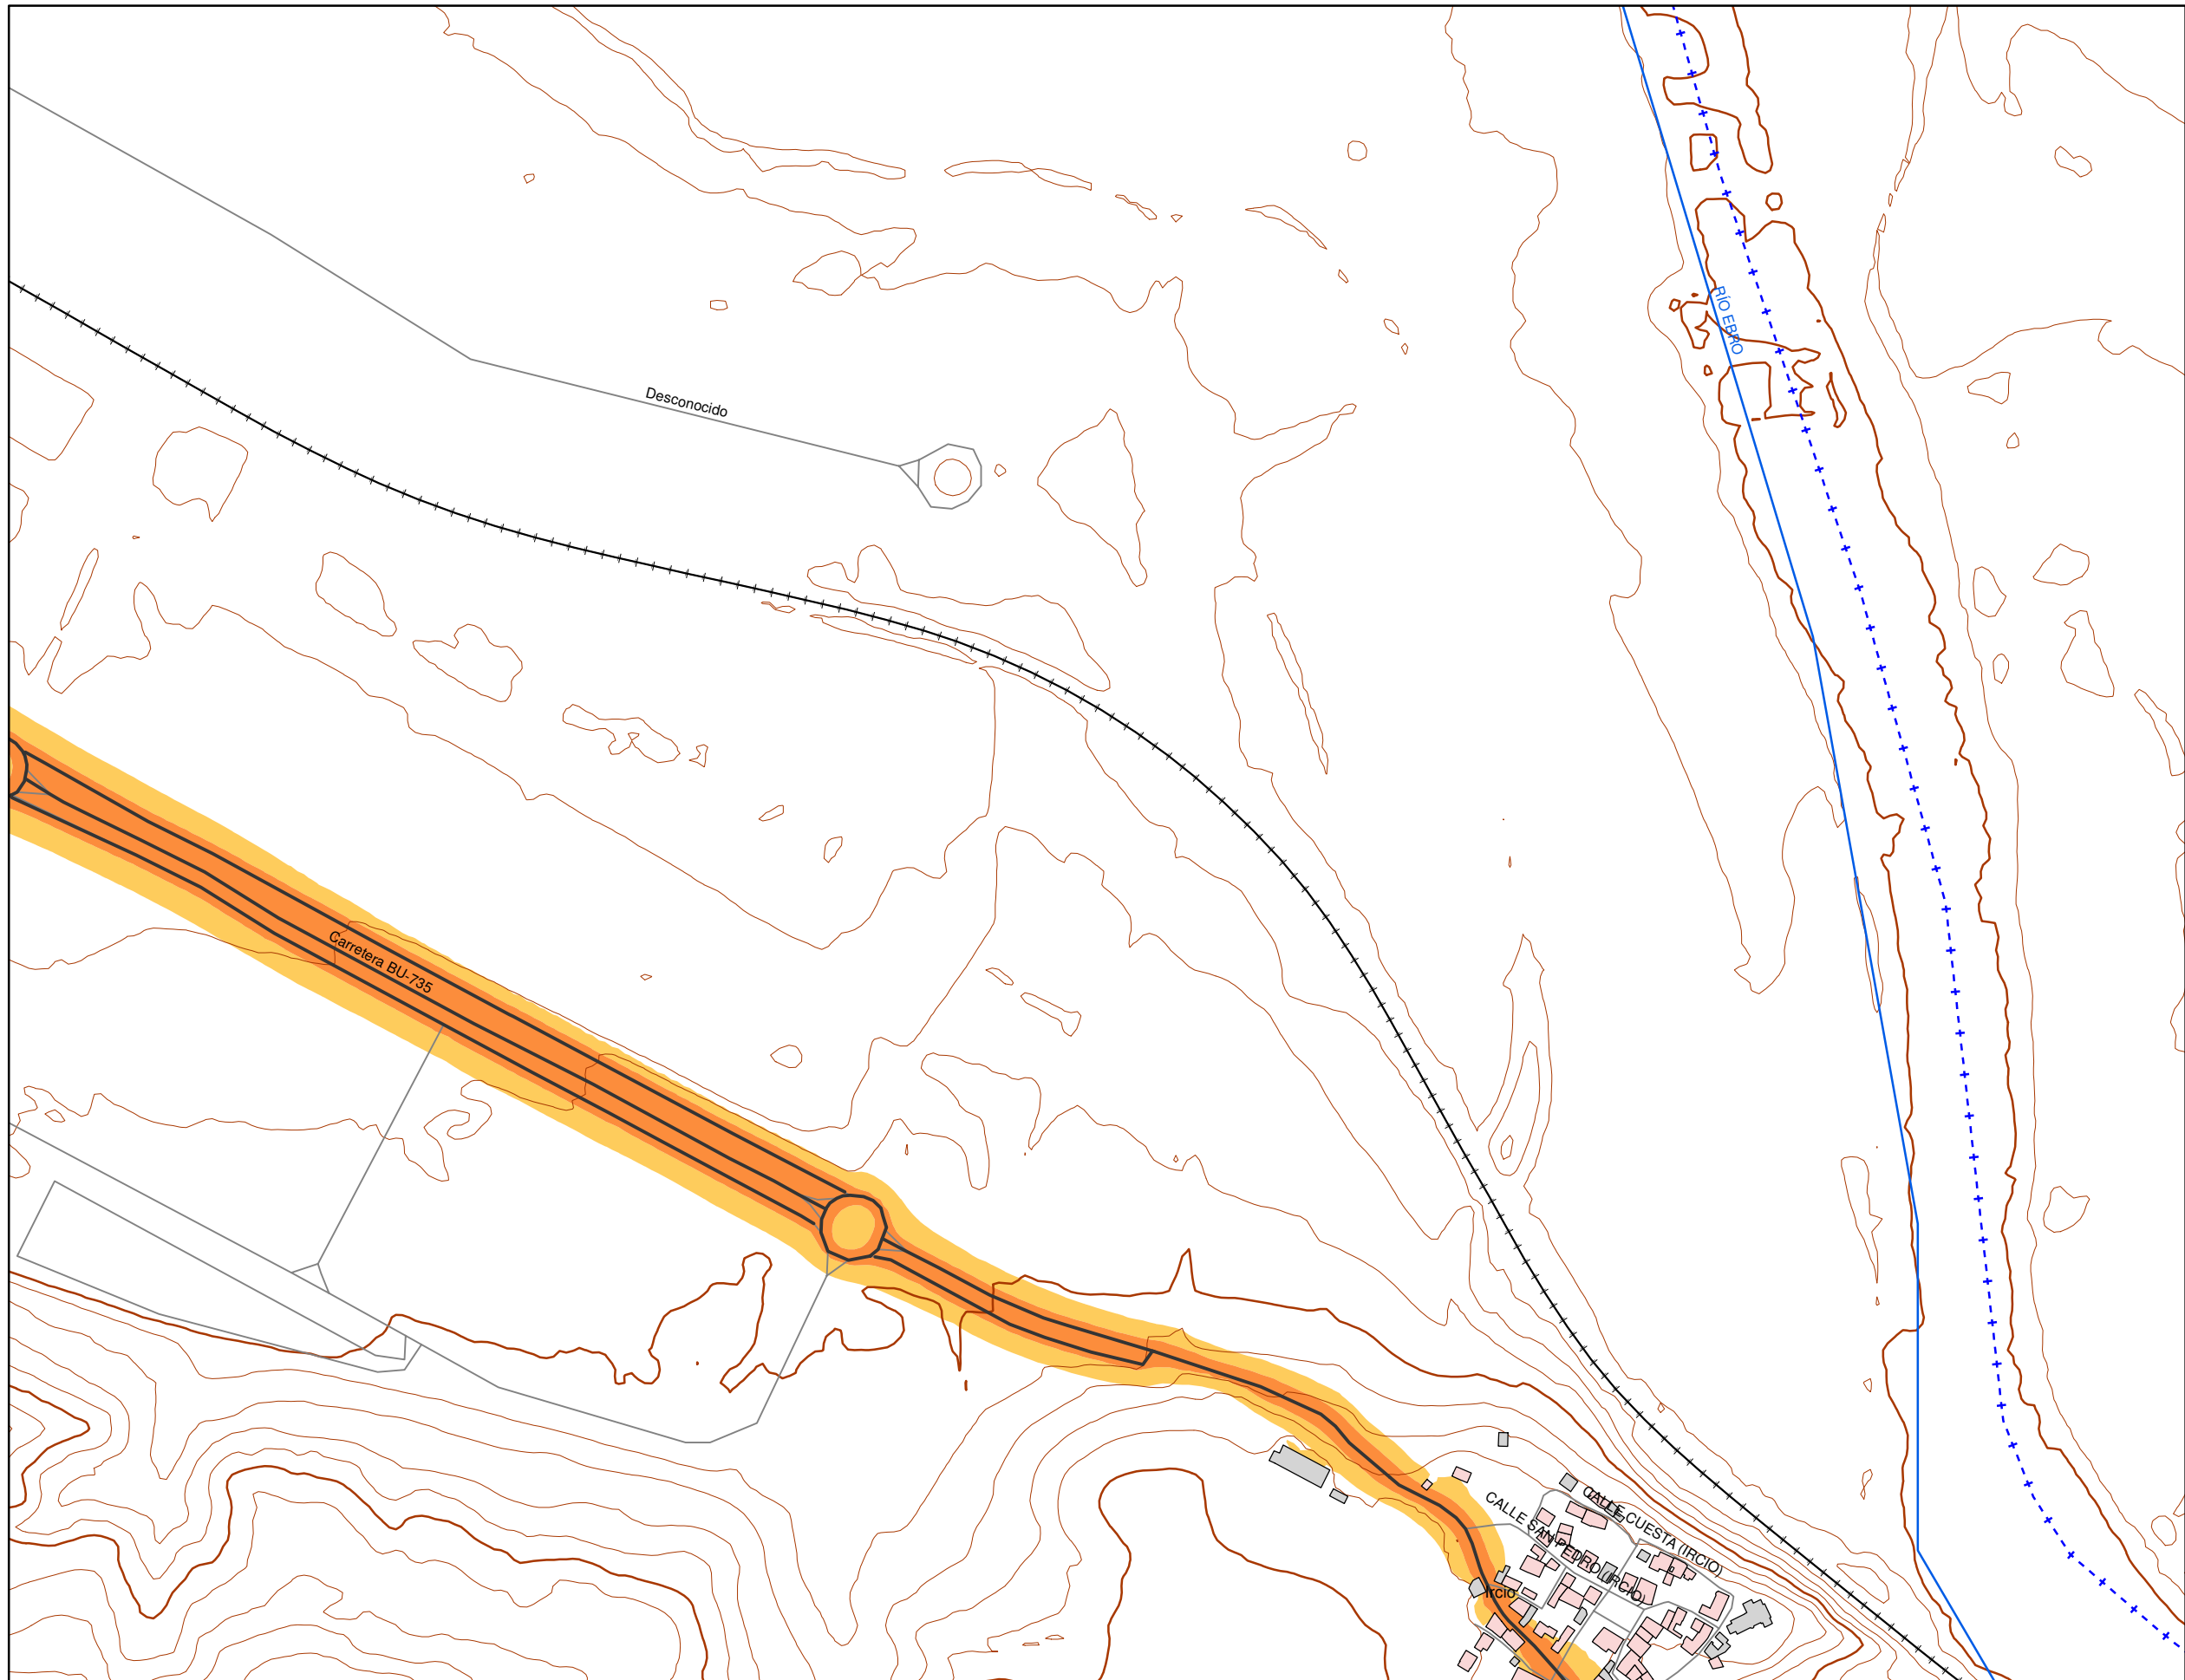 RÍO EBRO
Desconocido
Carretera BU-735
CALLE CUESTA (IRCIO)
CALLE SAN PEDRO (IRCIO)
Ircio